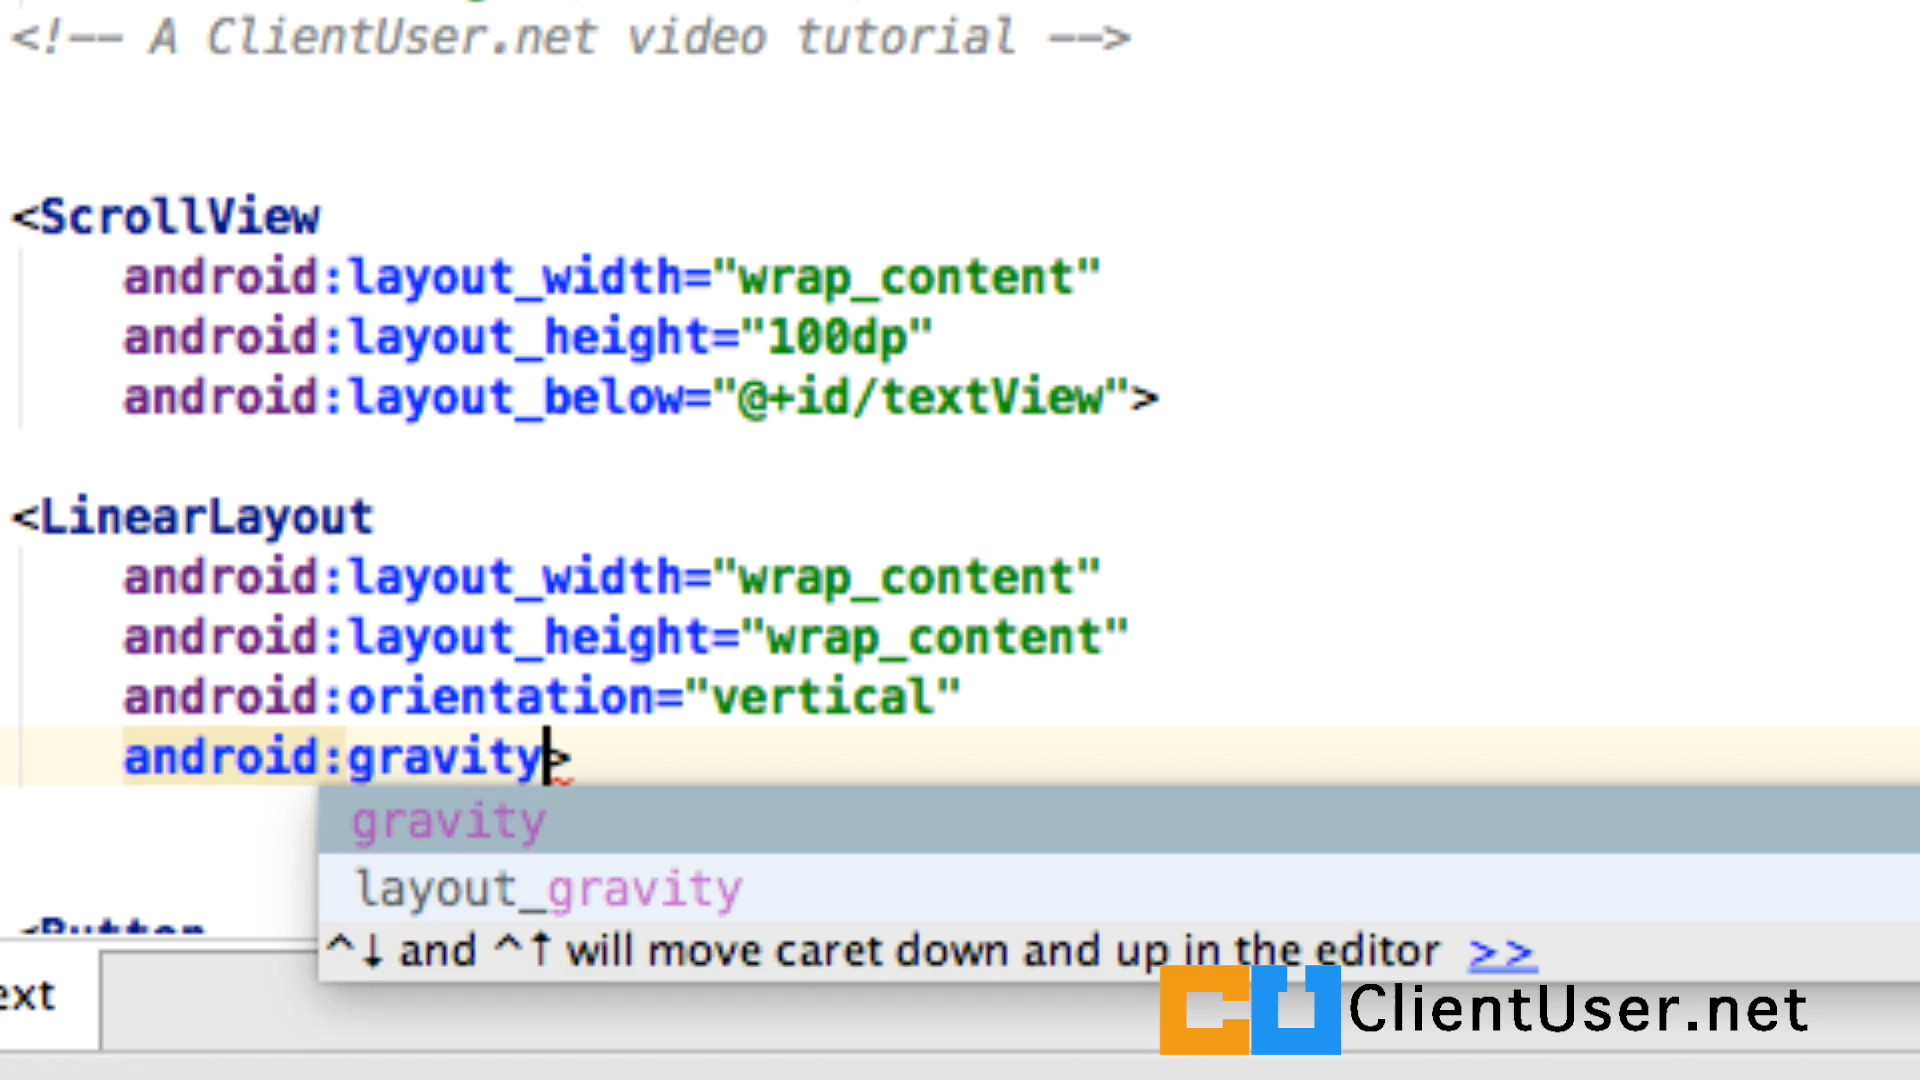 <!-- A ClientUser.net video tutorial -->
<ScrollView
android:layout_width="wrap_content"
android:layout_height="100dp"
android:layout_below="@+id/textView">
<LinearLayout
android:layout_width="wrap_content"
android:layout_height="wrap_content"
android:orientation="vertical"
android:gravity>
gravity
layout_gravity
<Button
^↓ and ^↑ will move caret down and up in the editor >>
ext
CU ClientUser.net